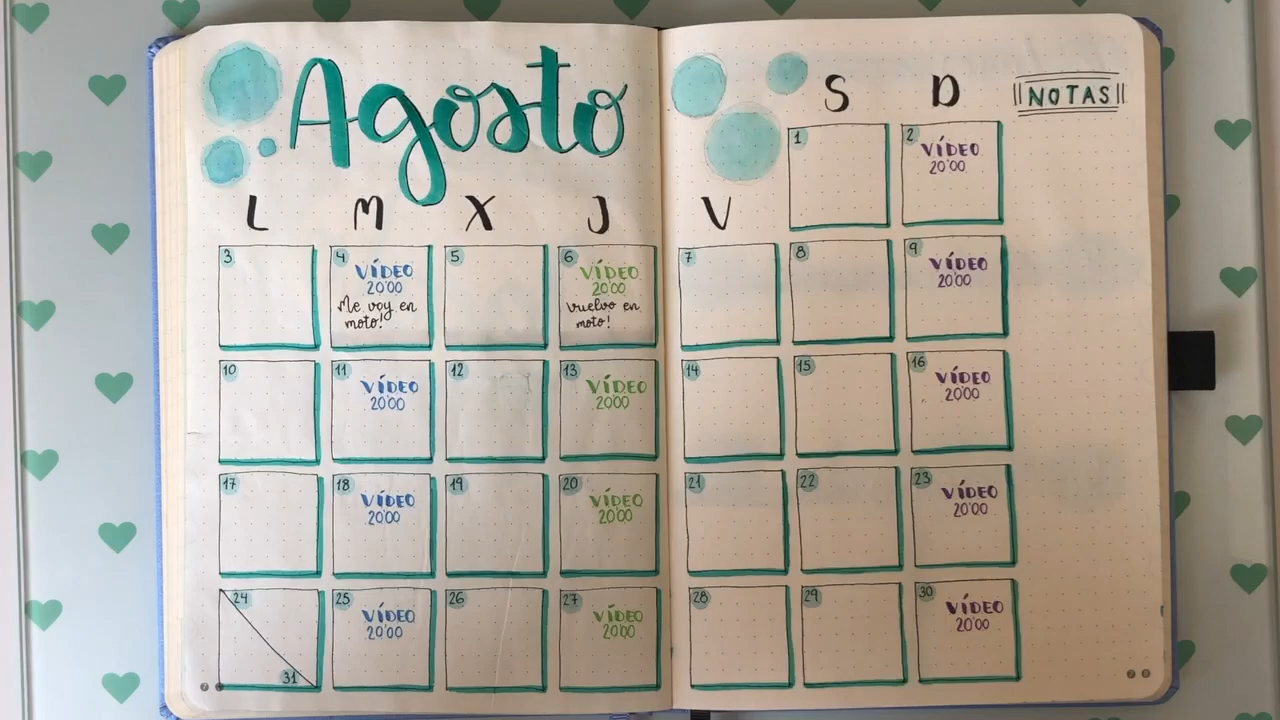 Agosto
S D
NOTAS
L M X J V
1
2
VÍDEO
20'00
3
4
VÍDEO
20'00
Me voy en
moto!
5
6
VÍDEO
20'00
vuelvo en
moto!
7
8
9
VÍDEO
20'00
10
11
VÍDEO
20'00
12
13
VÍDEO
20'00
14
15
16
VÍDEO
20'00
17
18
VÍDEO
20'00
19
20
VÍDEO
20'00
21
22
23
VÍDEO
20'00
24
31
25
VÍDEO
20'00
26
27
VÍDEO
20'00
28
29
30
VÍDEO
20'00